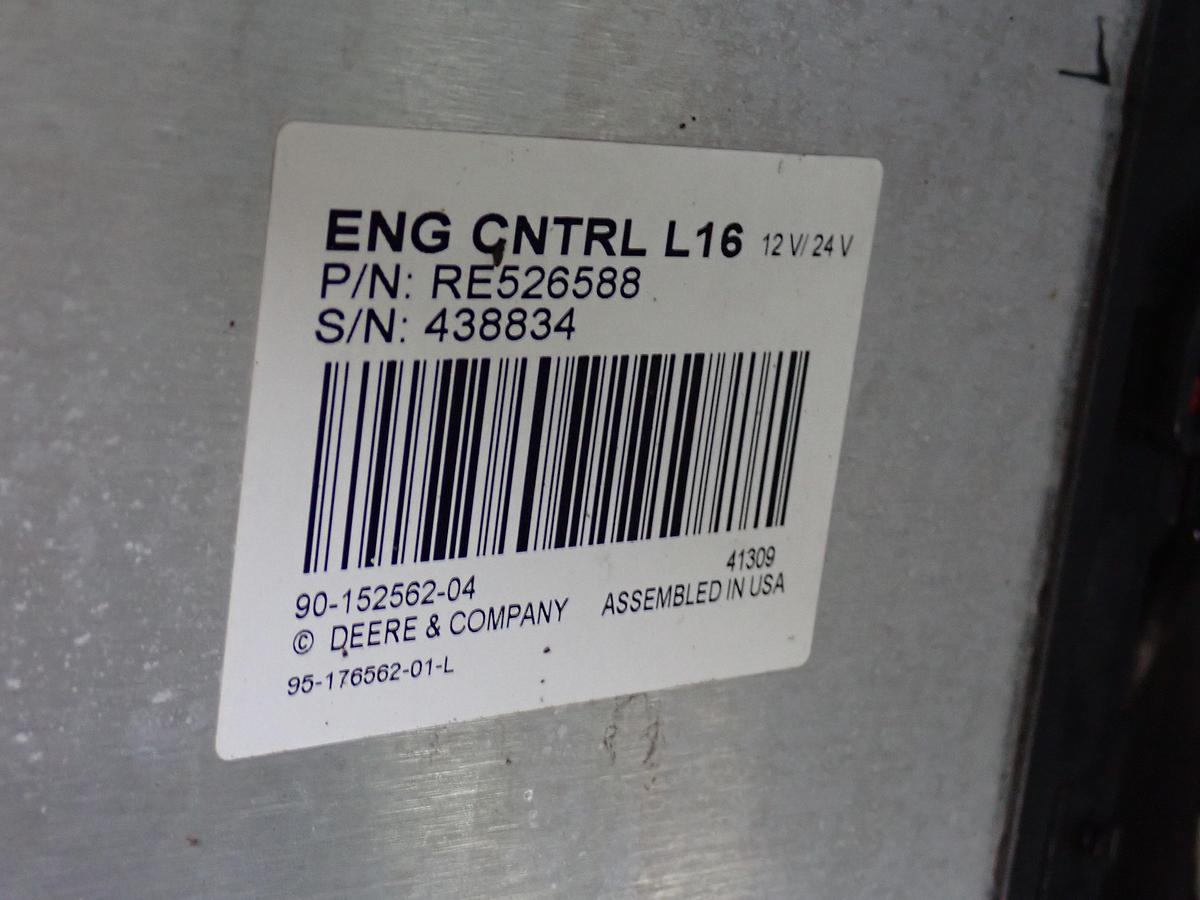 ENG CNTRL L16 12 V/ 24 V
P/N: RE526588
S/N: 438834
90-152562-04 41309
© DEERE & COMPANY ASSEMBLED IN USA
95-176562-01-L